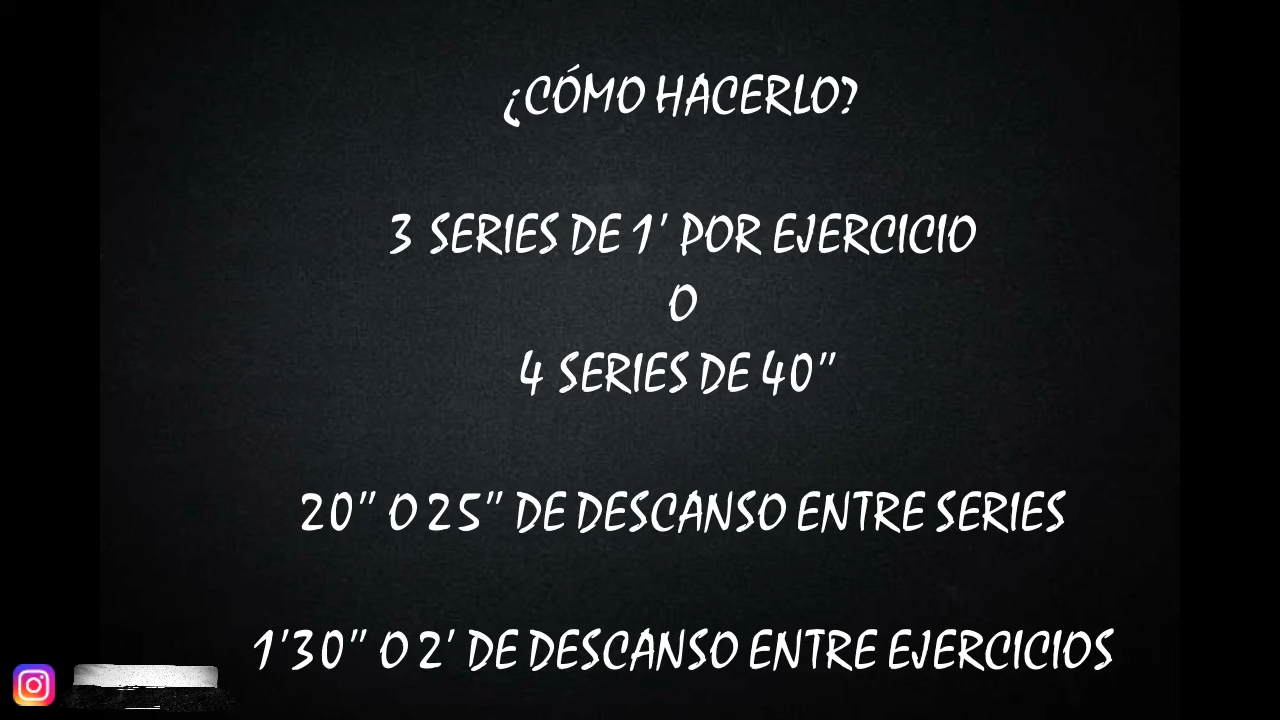 ¿CÓMO HACERLO?
3 SERIES DE 1' POR EJERCICIO
O
4 SERIES DE 40"
20" O 25" DE DESCANSO ENTRE SERIES
1'30" O 2' DE DESCANSO ENTRE EJERCICIOS